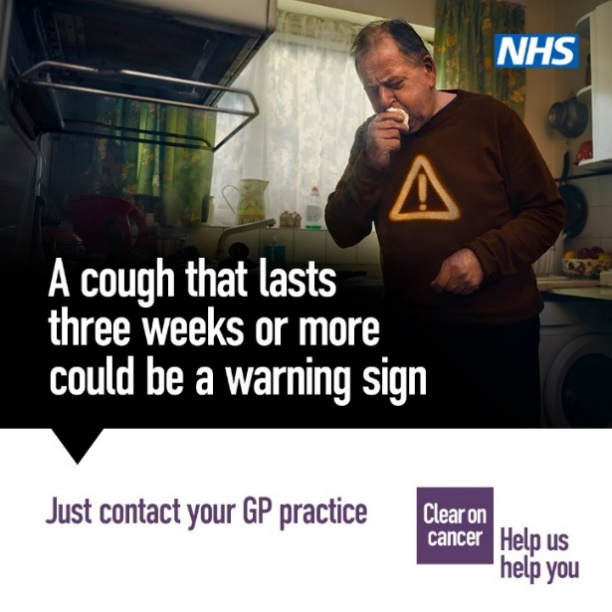 NHS
!
A cough that lasts
three weeks or more
could be a warning sign
Just contact your GP practice
Clear on
cancer
Help us
help you